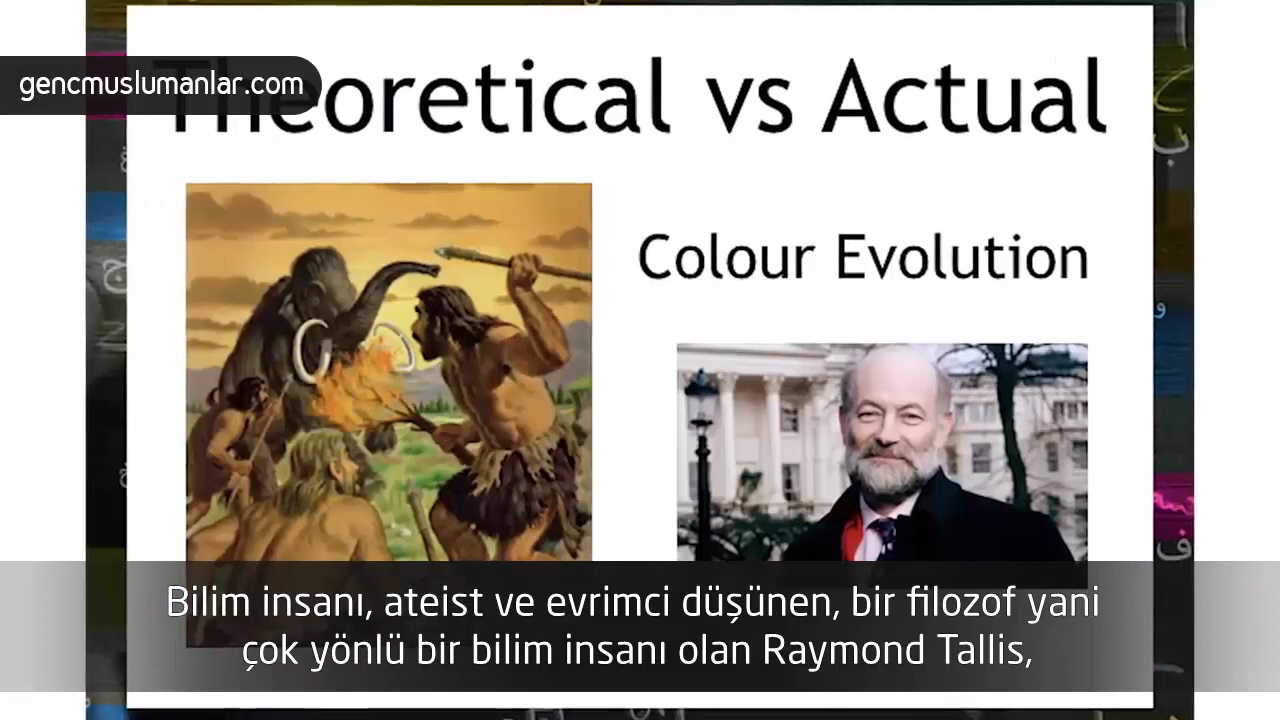 gencmuslumanlar.com
Theoretical vs Actual
Colour Evolution
Bilim insanı, ateist ve evrimci düşünen, bir filozof yani
çok yönlü bir bilim insanı olan Raymond Tallis,